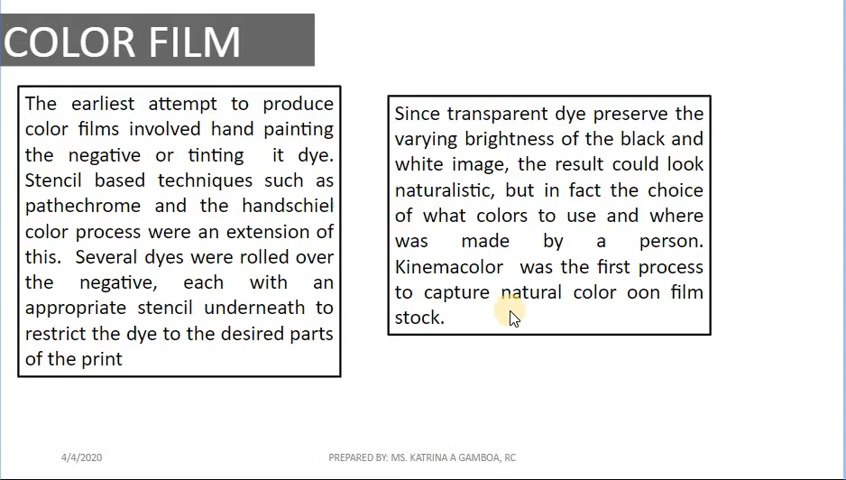 COLOR FILM
The earliest attempt to produce
color films involved hand painting
the negative or tinting it dye.
Stencil based techniques such as
pathechrome and the handschiel
color process were an extension of
this. Several dyes were rolled over
the negative, each with an
appropriate stencil underneath to
restrict the dye to the desired parts
of the print
Since transparent dye preserve the
varying brightness of the black and
white image, the result could look
naturalistic, but in fact the choice
of what colors to use and where
was made by a person.
Kinemacolor was the first process
to capture natural color oon film
stock.
4/4/2020
PREPARED BY: MS. KATRINA A GAMBOA, RC